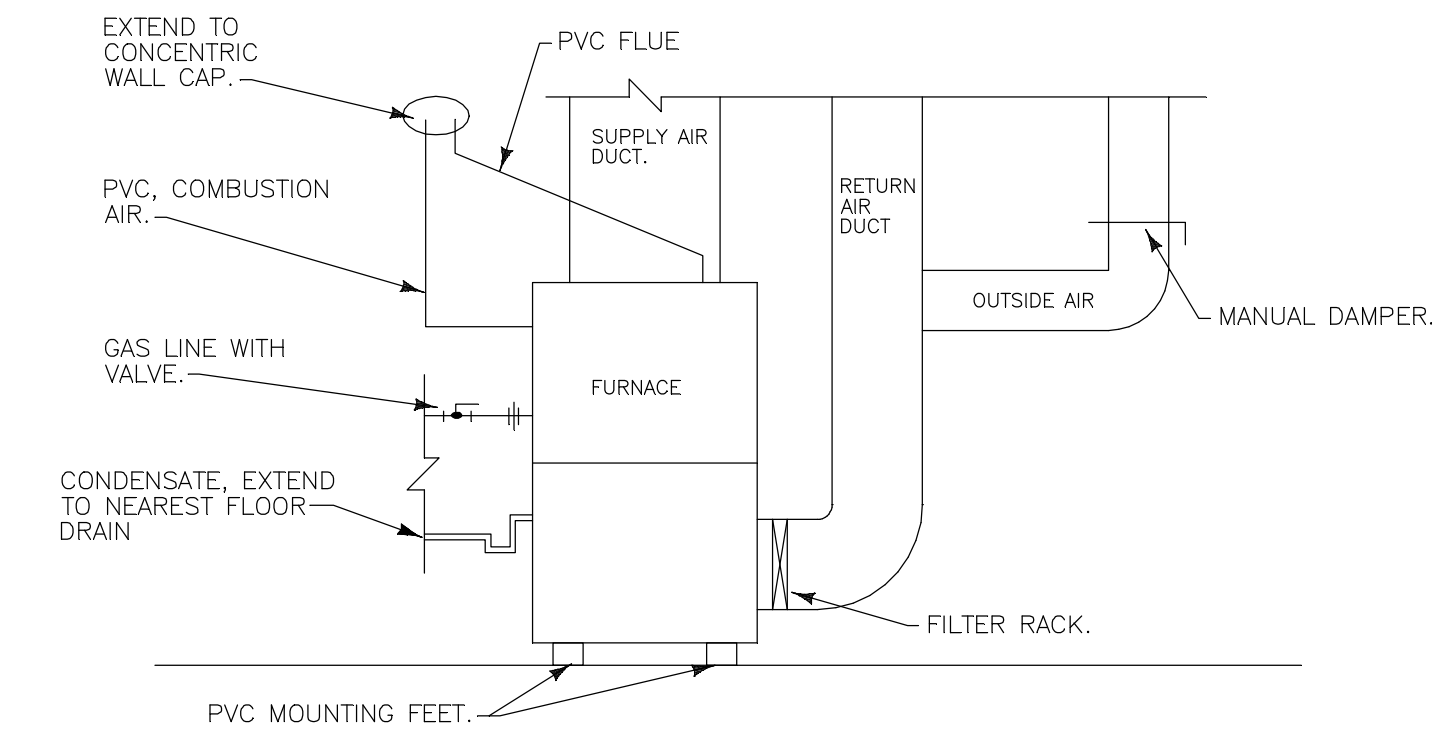 EXTEND TO
CONCENTRIC
WALL CAP.
PVC FLUE
SUPPLY AIR
DUCT.
PVC, COMBUSTION
AIR.
RETURN
AIR
DUCT
OUTSIDE AIR
MANUAL DAMPER.
GAS LINE WITH
VALVE.
FURNACE
CONDENSATE, EXTEND
TO NEAREST FLOOR
DRAIN
FILTER RACK.
PVC MOUNTING FEET.